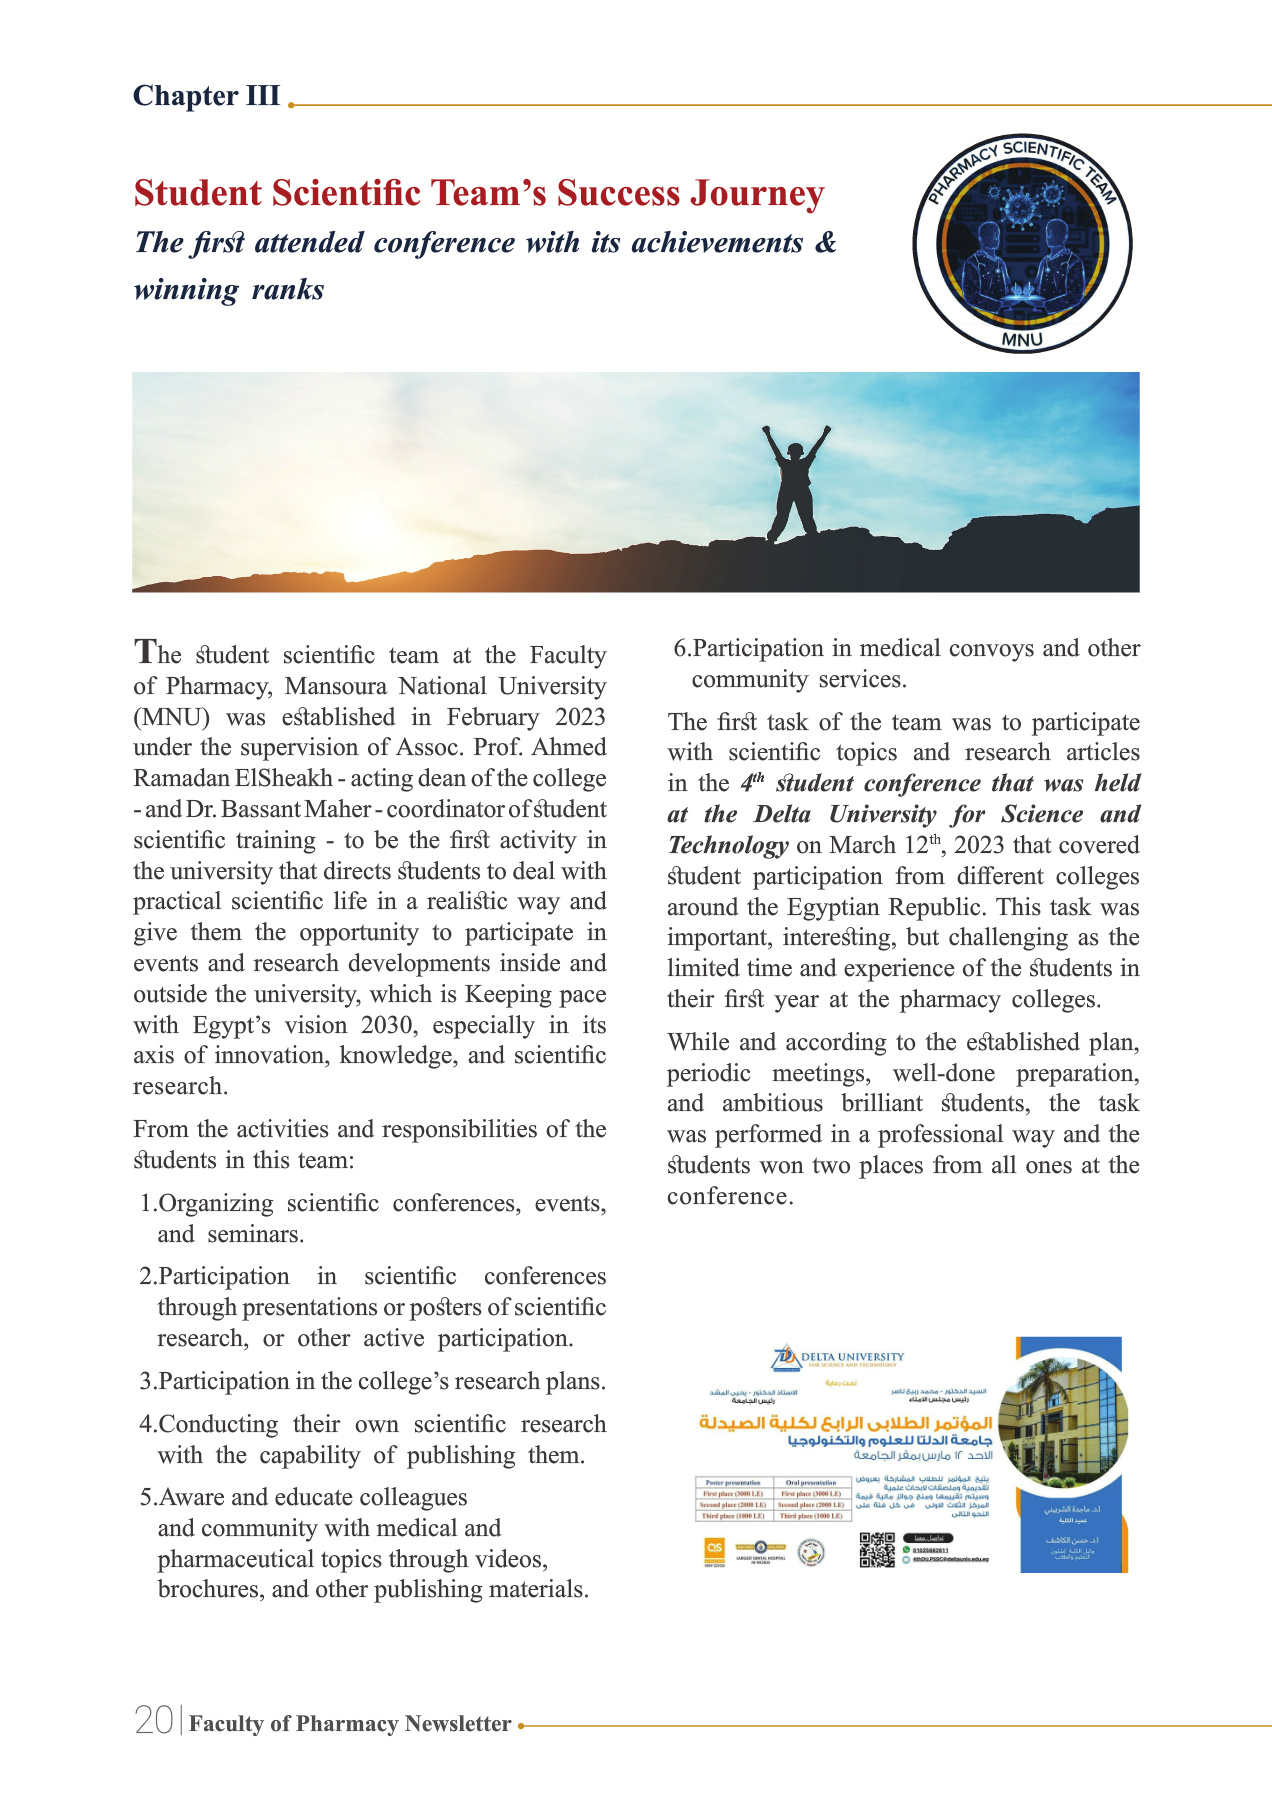 Chapter III
PHARMACY SCIENTIFIC TEAM
MNU
Student Scientific Team's Success Journey
The first attended conference with its achievements &
winning ranks
The student scientific team at the Faculty
of Pharmacy, Mansoura National University
(MNU) was established in February 2023
under the supervision of Assoc. Prof. Ahmed
Ramadan ElSheakh - acting dean of the college
- and Dr. Bassant Maher - coordinator of student
scientific training - to be the first activity in
the university that directs students to deal with
practical scientific life in a realistic way and
give them the opportunity to participate in
events and research developments inside and
outside the university, which is Keeping pace
with Egypt's vision 2030, especially in its
axis of innovation, knowledge, and scientific
research.
From the activities and responsibilities of the
students in this team:
1.Organizing scientific conferences, events,
and seminars.
2.Participation in scientific conferences
through presentations or posters of scientific
research, or other active participation.
3.Participation in the college's research plans.
4.Conducting their own scientific research
with the capability of publishing them.
5.Aware and educate colleagues
and community with medical and
pharmaceutical topics through videos,
brochures, and other publishing materials.
6.Participation in medical convoys and other
community services.
The first task of the team was to participate
with scientific topics and research articles
in the 4th student conference that was held
at the Delta University for Science and
Technology on March 12th, 2023 that covered
student participation from different colleges
around the Egyptian Republic. This task was
important, interesting, but challenging as the
limited time and experience of the students in
their first year at the pharmacy colleges.
While and according to the established plan,
periodic meetings, well-done preparation,
and ambitious brilliant students, the task
was performed in a professional way and the
students won two places from all ones at the
conference.
DELTA UNIVERSITY
FOR SCIENCE AND TECHNOLOGY
تحت رعاية
السيد الدكتور - محمد ربيع ناصر
رئيس مجلس الامناء
الاستاذ الدكتور - يحيى المشد
رئيس الجامعة
المؤتمر الطلابى الرابع لكلية الصيدلة
جامعة الدلتا للعلوم والتكنولوجيا
الاحد ١٢ مارس بمقر الجامعة
يتيح المؤتمر للطلاب المشاركة بعروض
تقديمية وملصقات لابحاث علمية
وسيتم تقييمها ومنح جوائز مالية قيمة
المركز الثلاث الاولى فى كل فئة على
النحو التالى
Poster presentation Oral presentation
First place (3000 LE) First place (3000 LE)
Second place (2000 LE) Second place (2000 LE)
Third place (1000 LE) Third place (1000 LE)
QS
LARGEST DENTAL HOSPITAL
IN WORLD
تواصل معنا
01025682611
4thDU.PSSC@deltauniv.edu.eg
ا.د. ماجدة الشربيني
عميد الكلية
ا.د. حسن الكاشف
20 Faculty of Pharmacy Newsletter